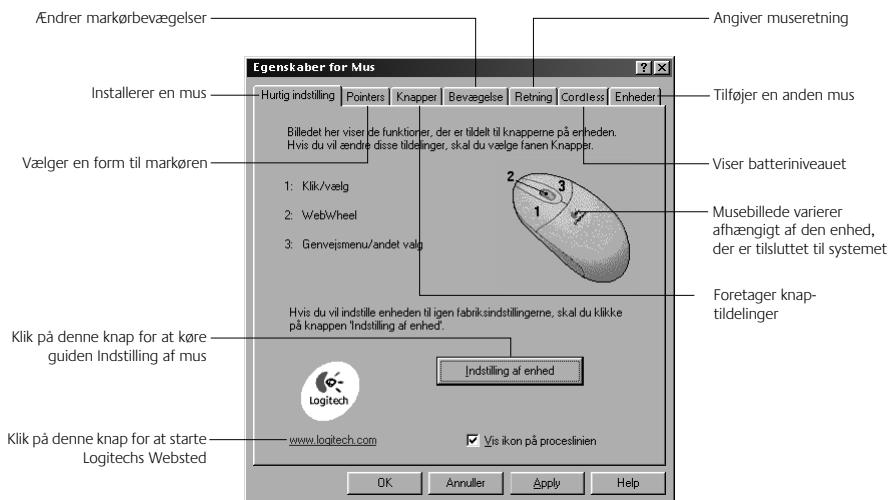 Ændrer markørbevægelser
Angiver museretning
Egenskaber for Mus
Installerer en mus
Hurtig indstilling Pointers Knapper Bevægelse Retning Cordless Enheder
Tilføjer en anden mus
Billedet her viser de funktioner, der er tildelt til knapperne på enheden.
Hvis du vil ændre disse tildelinger, skal du vælge fanen Knapper.
Vælger en form til markøren
Viser batteriniveauet
1: Klik/vælg
2: WebWheel
3: Genvejsmenu/andet valg
2
3
1
Musebillede varierer
afhængigt af den enhed,
der er tilsluttet til systemet
Foretager knap-
tildelinger
Hvis du vil indstille enheden til igen fabriksindstillingerne, skal du klikke
på knappen 'Indstilling af enhed'.
Klik på denne knap for at køre
guiden Indstilling af mus
Indstilling af enhed
Logitech
Klik på denne knap for at starte
Logitechs Websted
www.logitech.com
Vis ikon på proceslinien
OK Annuller Apply Help